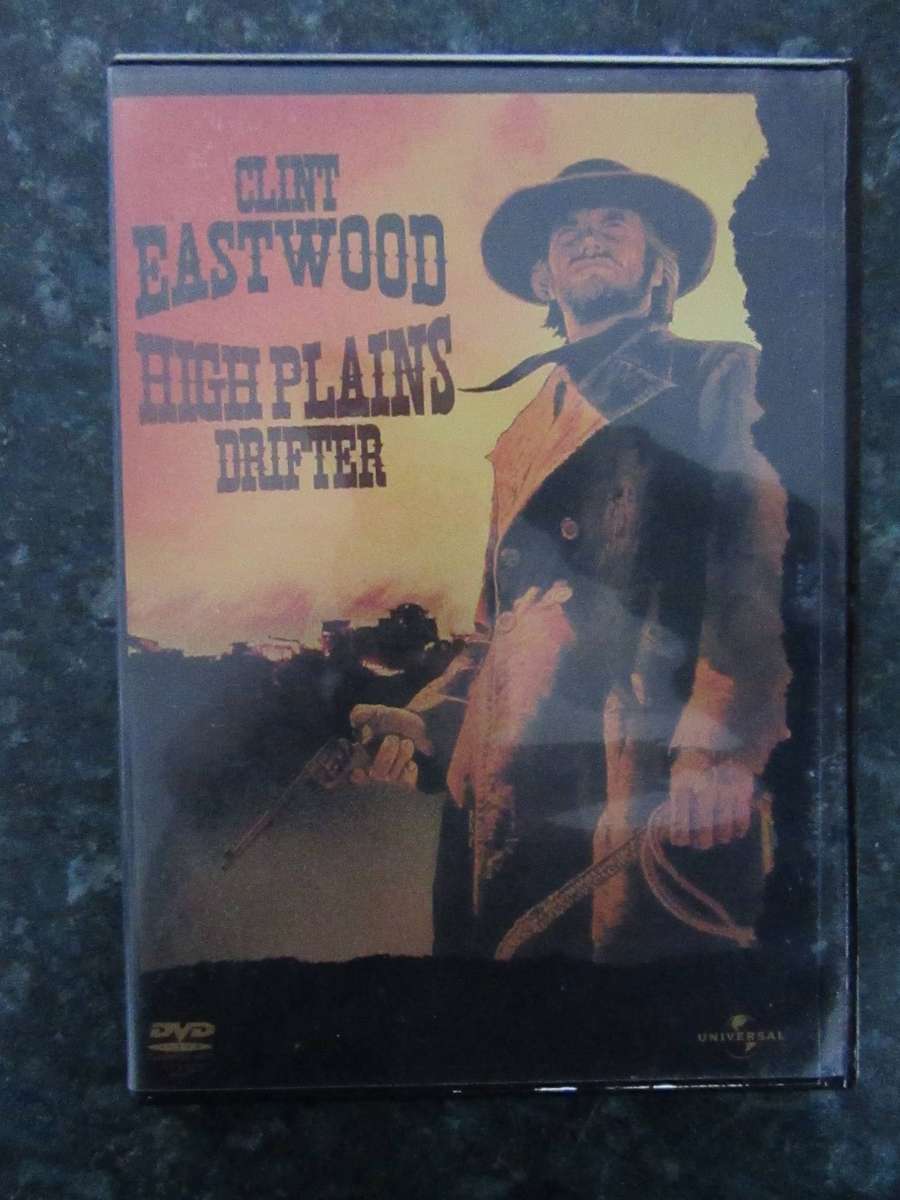 CLINT
EASTWOOD
HIGH PLAINS
DRIFTER
DVD
UNIVERSAL